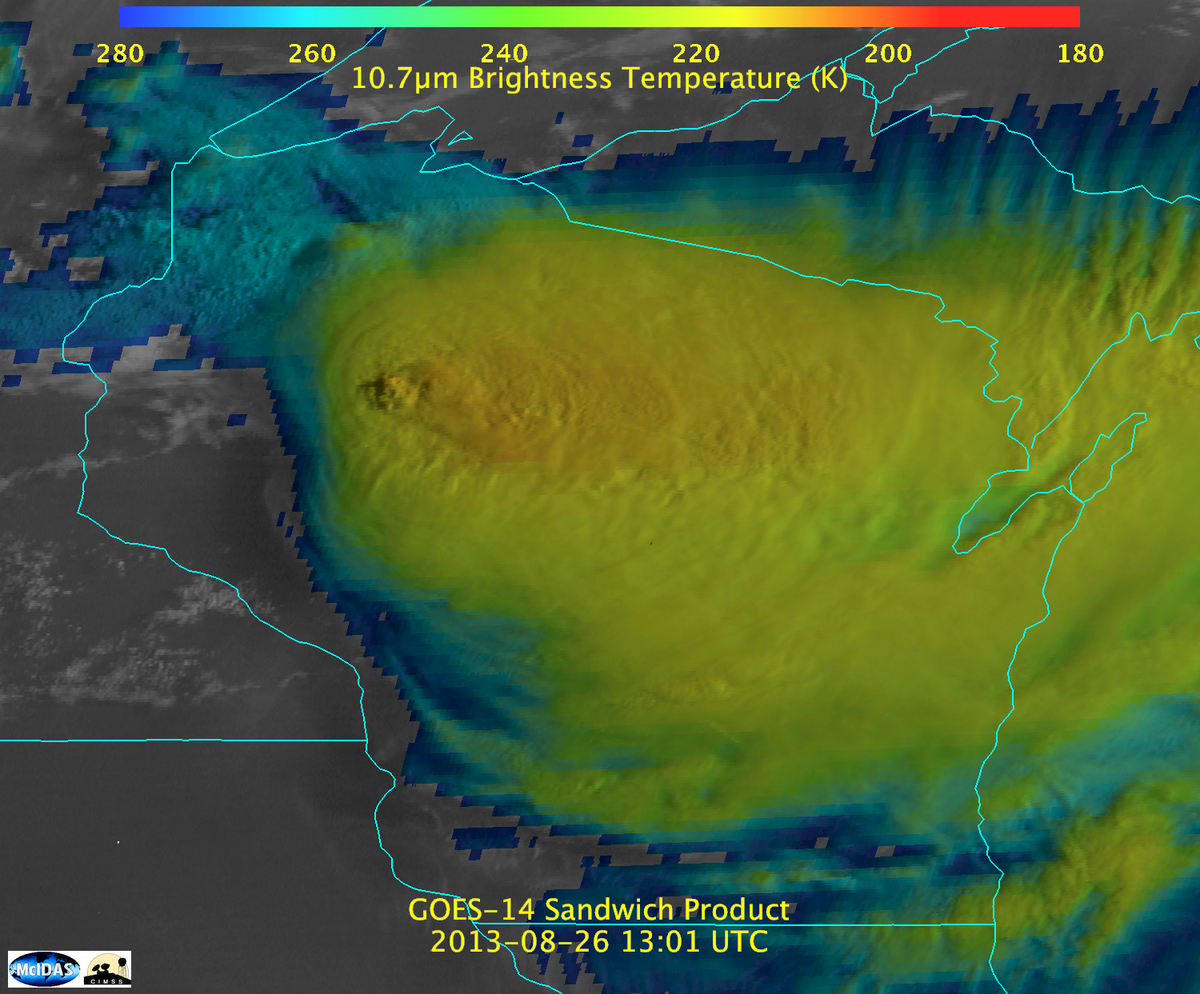 280 260 240 220 200 180
10.7µm Brightness Temperature (K)
GOES-14 Sandwich Product
2013-08-26 13:01 UTC
McIDAS
CIMSS